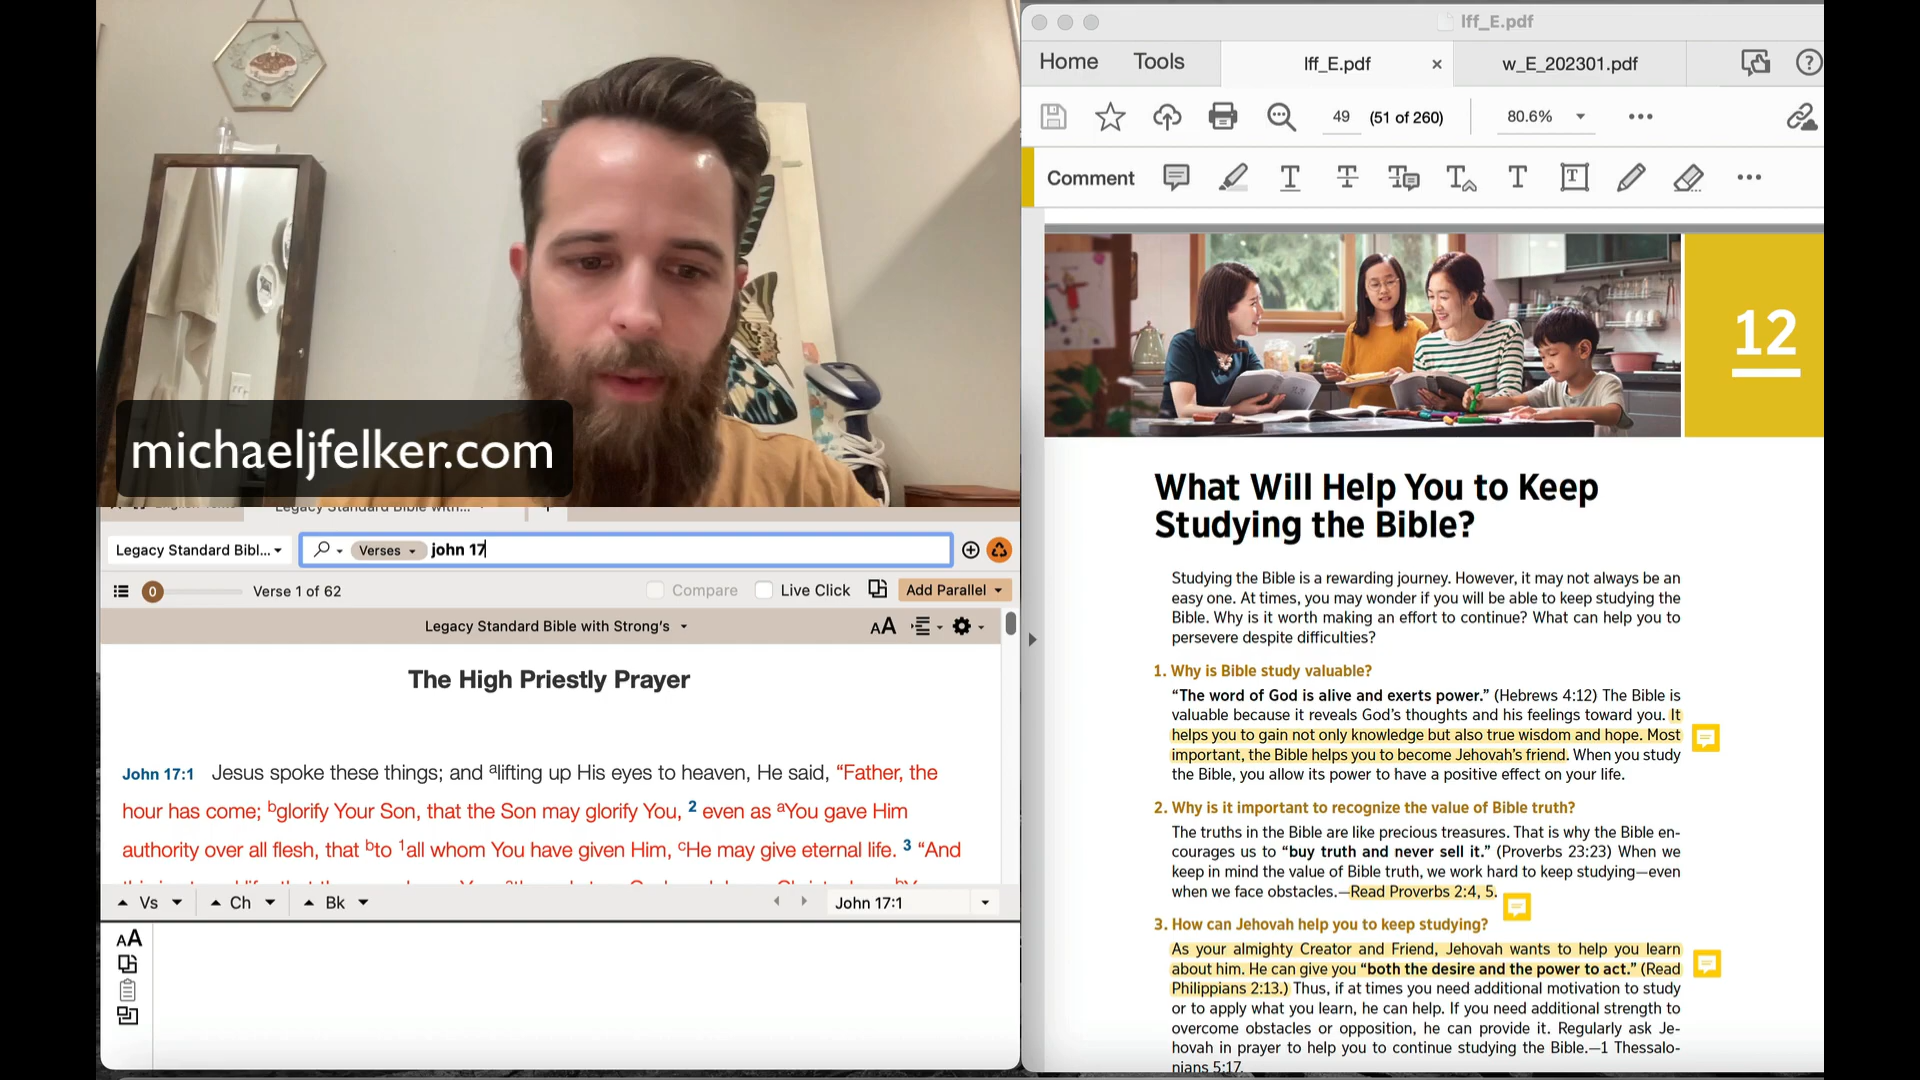 michaeljfelker.com
Legacy Standard Bible with...
Legacy Standard Bibl...
Verses
john 17
0
Verse 1 of 62
Compare
Live Click
Add Parallel
Legacy Standard Bible with Strong's
AA
The High Priestly Prayer
John 17:1 Jesus spoke these things; and alifting up His eyes to heaven, He said, “Father, the
hour has come; bglorify Your Son, that the Son may glorify You, 2 even as aYou gave Him
authority over all flesh, that bto 1all whom You have given Him, cHe may give eternal life. 3 “And
Vs
Ch
Bk
John 17:1
AA
lff_E.pdf
Home
Tools
lff_E.pdf
w_E_202301.pdf
49
(51 of 260)
80.6%
Comment
12
What Will Help You to Keep
Studying the Bible?
Studying the Bible is a rewarding journey. However, it may not always be an
easy one. At times, you may wonder if you will be able to keep studying the
Bible. Why is it worth making an effort to continue? What can help you to
persevere despite difficulties?
1. Why is Bible study valuable?
“The word of God is alive and exerts power.” (Hebrews 4:12) The Bible is
valuable because it reveals God’s thoughts and his feelings toward you. It
helps you to gain not only knowledge but also true wisdom and hope. Most
important, the Bible helps you to become Jehovah’s friend. When you study
the Bible, you allow its power to have a positive effect on your life.
2. Why is it important to recognize the value of Bible truth?
The truths in the Bible are like precious treasures. That is why the Bible en-
courages us to “buy truth and never sell it.” (Proverbs 23:23) When we
keep in mind the value of Bible truth, we work hard to keep studying—even
when we face obstacles.—Read Proverbs 2:4, 5.
3. How can Jehovah help you to keep studying?
As your almighty Creator and Friend, Jehovah wants to help you learn
about him. He can give you “both the desire and the power to act.” (Read
Philippians 2:13.) Thus, if at times you need additional motivation to study
or to apply what you learn, he can help. If you need additional strength to
overcome obstacles or opposition, he can provide it. Regularly ask Je-
hovah in prayer to help you to continue studying the Bible.—1 Thessalo-
nians 5:17.